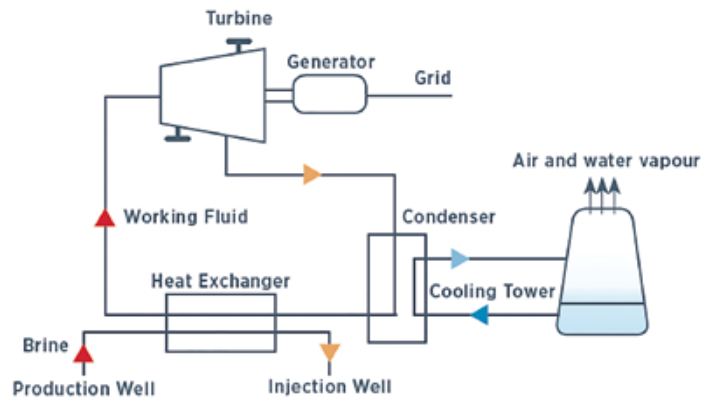 Turbine
Generator
Grid
Air and water vapour
Working Fluid
Condenser
Heat Exchanger
Cooling Tower
Brine
Production Well
Injection Well